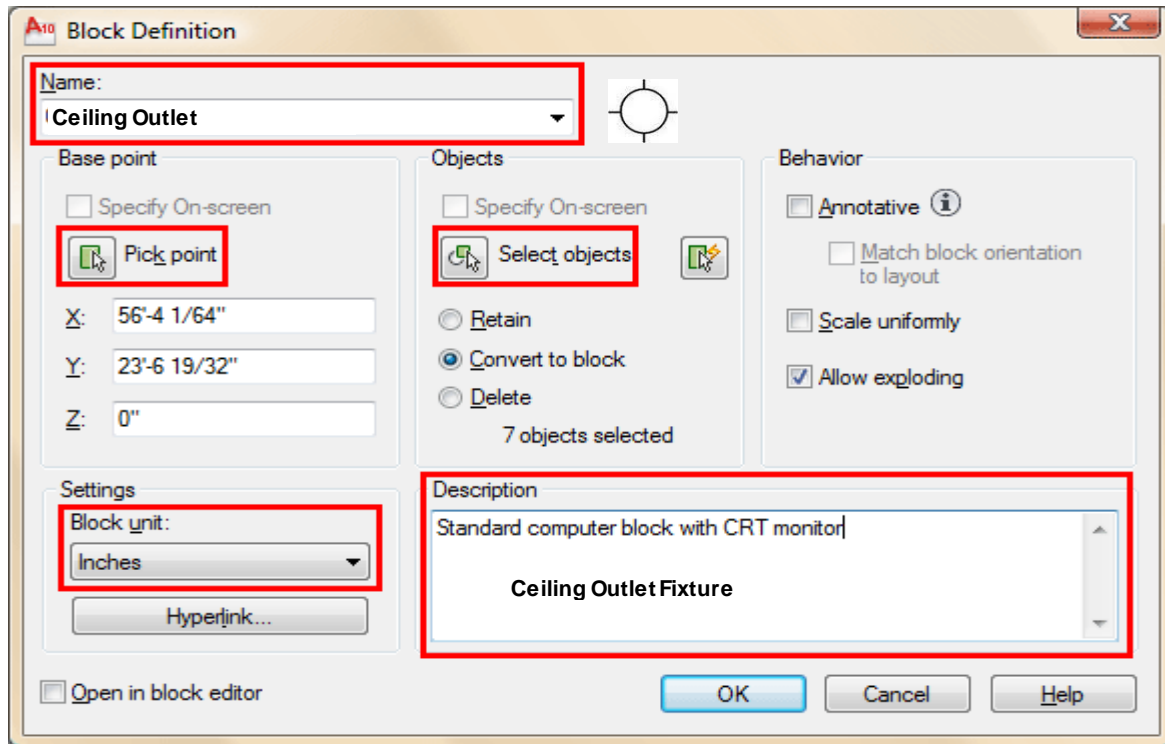 A10 Block Definition
Name:
Ceiling Outlet
Base point
Specify On-screen
Pick point
X: 56'-4 1/64"
Y: 23'-6 19/32"
Z: 0"
Objects
Specify On-screen
Select objects
Retain
Convert to block
Delete
7 objects selected
Behavior
Annotative
Match block orientation
to layout
Scale uniformly
Allow exploding
Settings
Block unit:
Inches
Hyperlink...
Description
Standard computer block with CRT monitor
Ceiling Outlet Fixture
Open in block editor
OK
Cancel
Help